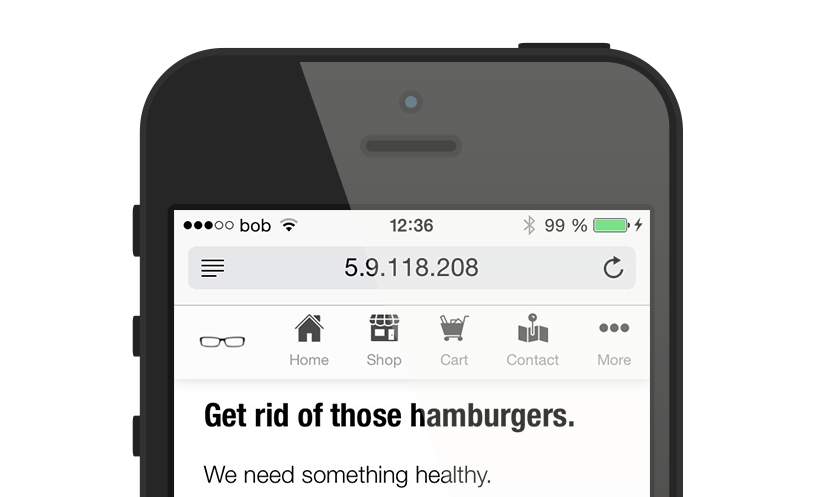 bob 12:36 99 %
5.9.118.208
Home Shop Cart Contact More
Get rid of those hamburgers.
We need something healthy.